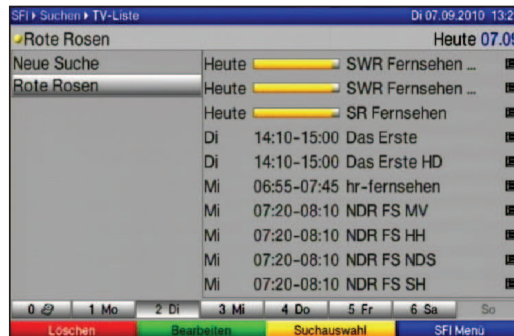 SFI ▸ Suchen ▸ TV-Liste Di 07.09.2010 13:2
Rote Rosen Heute 07.09
Neue Suche
Rote Rosen
Heute SWR Fernsehen ...
Heute SWR Fernsehen ...
Heute SR Fernsehen
Di 14:10-15:00 Das Erste
Di 14:10-15:00 Das Erste HD
Mi 06:55-07:45 hr-fernsehen
Mi 07:20-08:10 NDR FS MV
Mi 07:20-08:10 NDR FS HH
Mi 07:20-08:10 NDR FS NDS
Mi 07:20-08:10 NDR FS SH
0 1 Mo 2 Di 3 Mi 4 Do 5 Fr 6 Sa So
Löschen Bearbeiten Suchauswahl SFI Menü